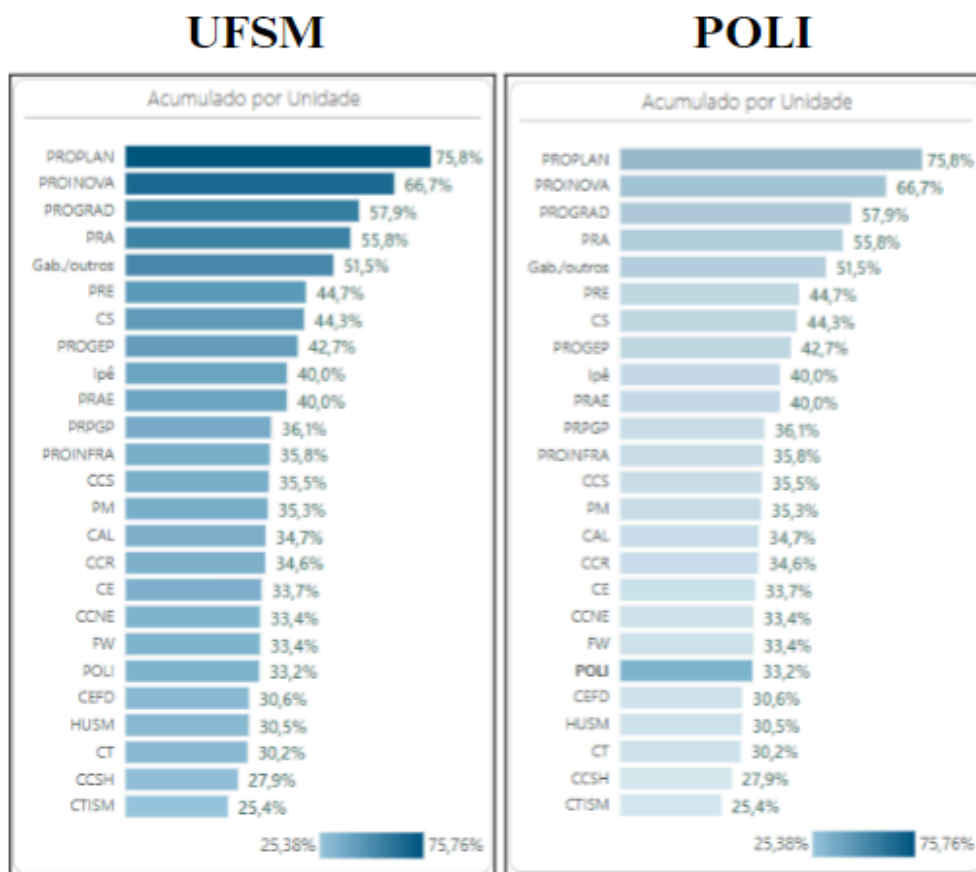 UFSM
Acumulado por Unidade
PROPLAN 75,8%
PROINOVA 66,7%
PROGRAD 57,9%
PRA 55,8%
Gab./outros 51,5%
PRE 44,7%
CS 44,3%
PROGEP 42,7%
Ipê 40,0%
PRAE 40,0%
PRPGP 36,1%
PROINFRA 35,8%
CCS 35,5%
PM 35,3%
CAL 34,7%
CCR 34,6%
CE 33,7%
CCNE 33,4%
FW 33,4%
POLI 33,2%
CEFD 30,6%
HUSM 30,5%
CT 30,2%
CCSH 27,9%
CTISM 25,4%
25,38% 75,76%
POLI
Acumulado por Unidade
PROPLAN 75,8%
PROINOVA 66,7%
PROGRAD 57,9%
PRA 55,8%
Gab./outros 51,5%
PRE 44,7%
CS 44,3%
PROGEP 42,7%
Ipê 40,0%
PRAE 40,0%
PRPGP 36,1%
PROINFRA 35,8%
CCS 35,5%
PM 35,3%
CAL 34,7%
CCR 34,6%
CE 33,7%
CCNE 33,4%
FW 33,4%
POLI 33,2%
CEFD 30,6%
HUSM 30,5%
CT 30,2%
CCSH 27,9%
CTISM 25,4%
25,38% 75,76%